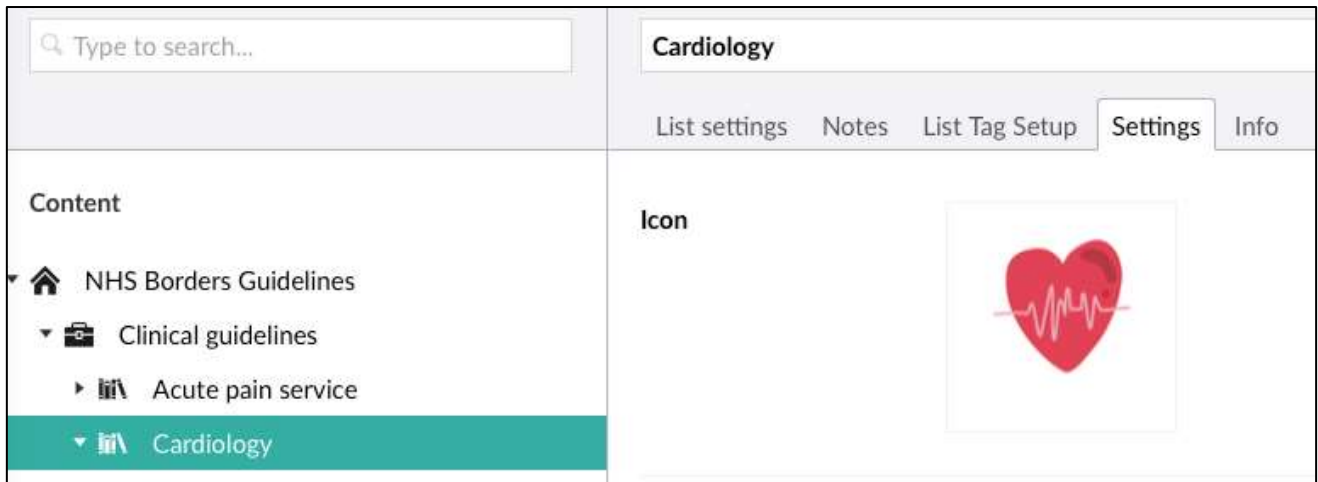 Type to search...
Content
NHS Borders Guidelines
Clinical guidelines
Acute pain service
Cardiology
Cardiology
List settings Notes List Tag Setup Settings Info
Icon